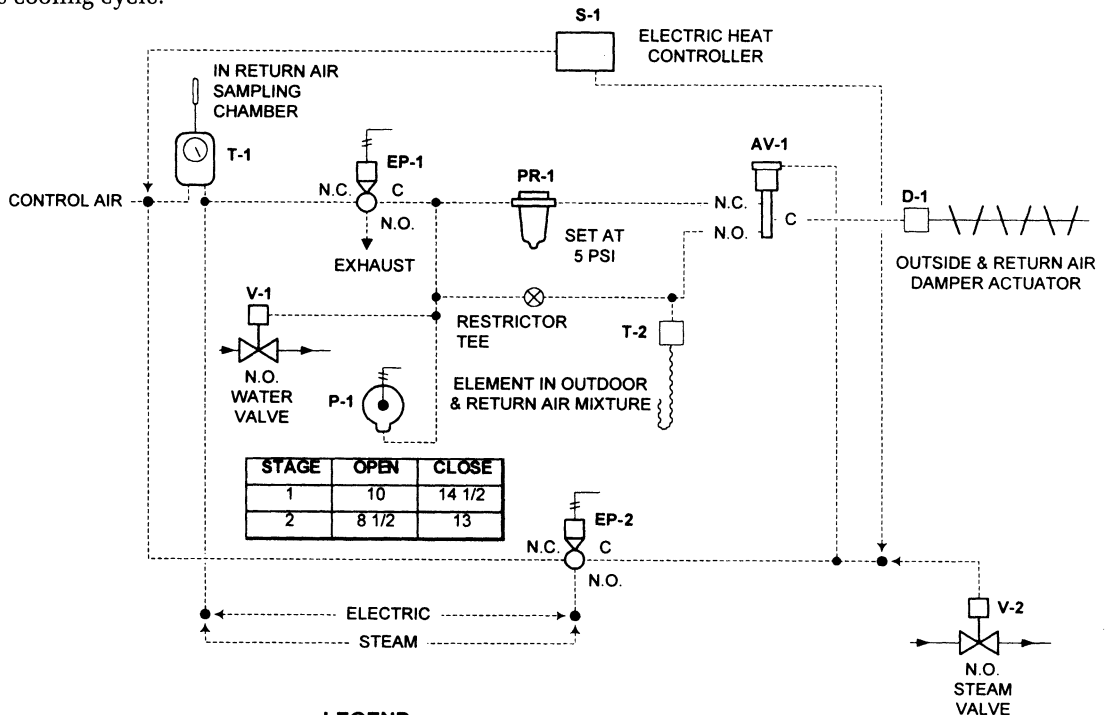 s cooling cycle.
S-1
ELECTRIC HEAT
CONTROLLER
IN RETURN AIR
SAMPLING
CHAMBER
T-1
EP-1
AV-1
PR-1
CONTROL AIR
N.C.
C
N.O.
EXHAUST
SET AT
5 PSI
N.C.
N.O.
C
D-1
OUTSIDE & RETURN AIR
DAMPER ACTUATOR
V-1
N.O.
WATER
VALVE
RESTRICTOR
TEE
T-2
P-1
ELEMENT IN OUTDOOR
& RETURN AIR MIXTURE
STAGE OPEN CLOSE
1 10 14 1/2
2 8 1/2 13
EP-2
N.C.
C
N.O.
ELECTRIC
STEAM
V-2
N.O.
STEAM
VALVE